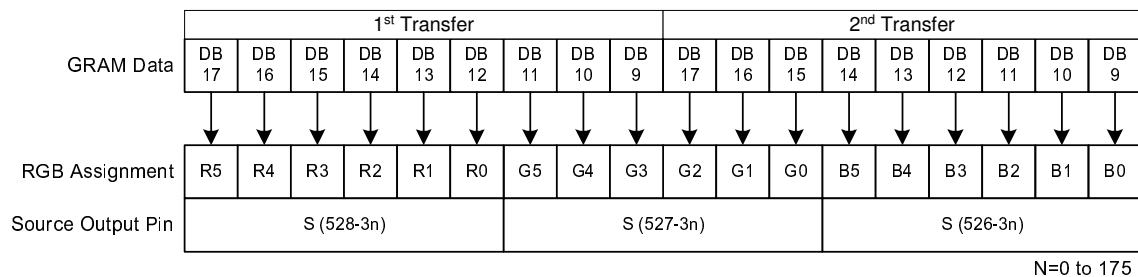 1st Transfer 2nd Transfer
GRAM Data DB 17 DB 16 DB 15 DB 14 DB 13 DB 12 DB 11 DB 10 DB 9 DB 17 DB 16 DB 15 DB 14 DB 13 DB 12 DB 11 DB 10 DB 9
RGB Assignment R5 R4 R3 R2 R1 R0 G5 G4 G3 G2 G1 G0 B5 B4 B3 B2 B1 B0
Source Output Pin S (528-3n) S (527-3n) S (526-3n)
N=0 to 175